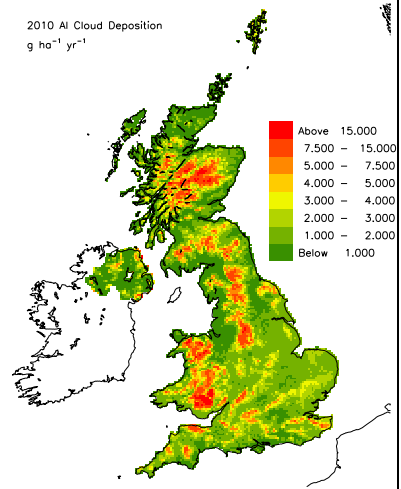 2010 Al Cloud Deposition
g ha⁻¹ yr⁻¹
Above 15.000
7.500 – 15.000
5.000 – 7.500
4.000 – 5.000
3.000 – 4.000
2.000 – 3.000
1.000 – 2.000
Below 1.000